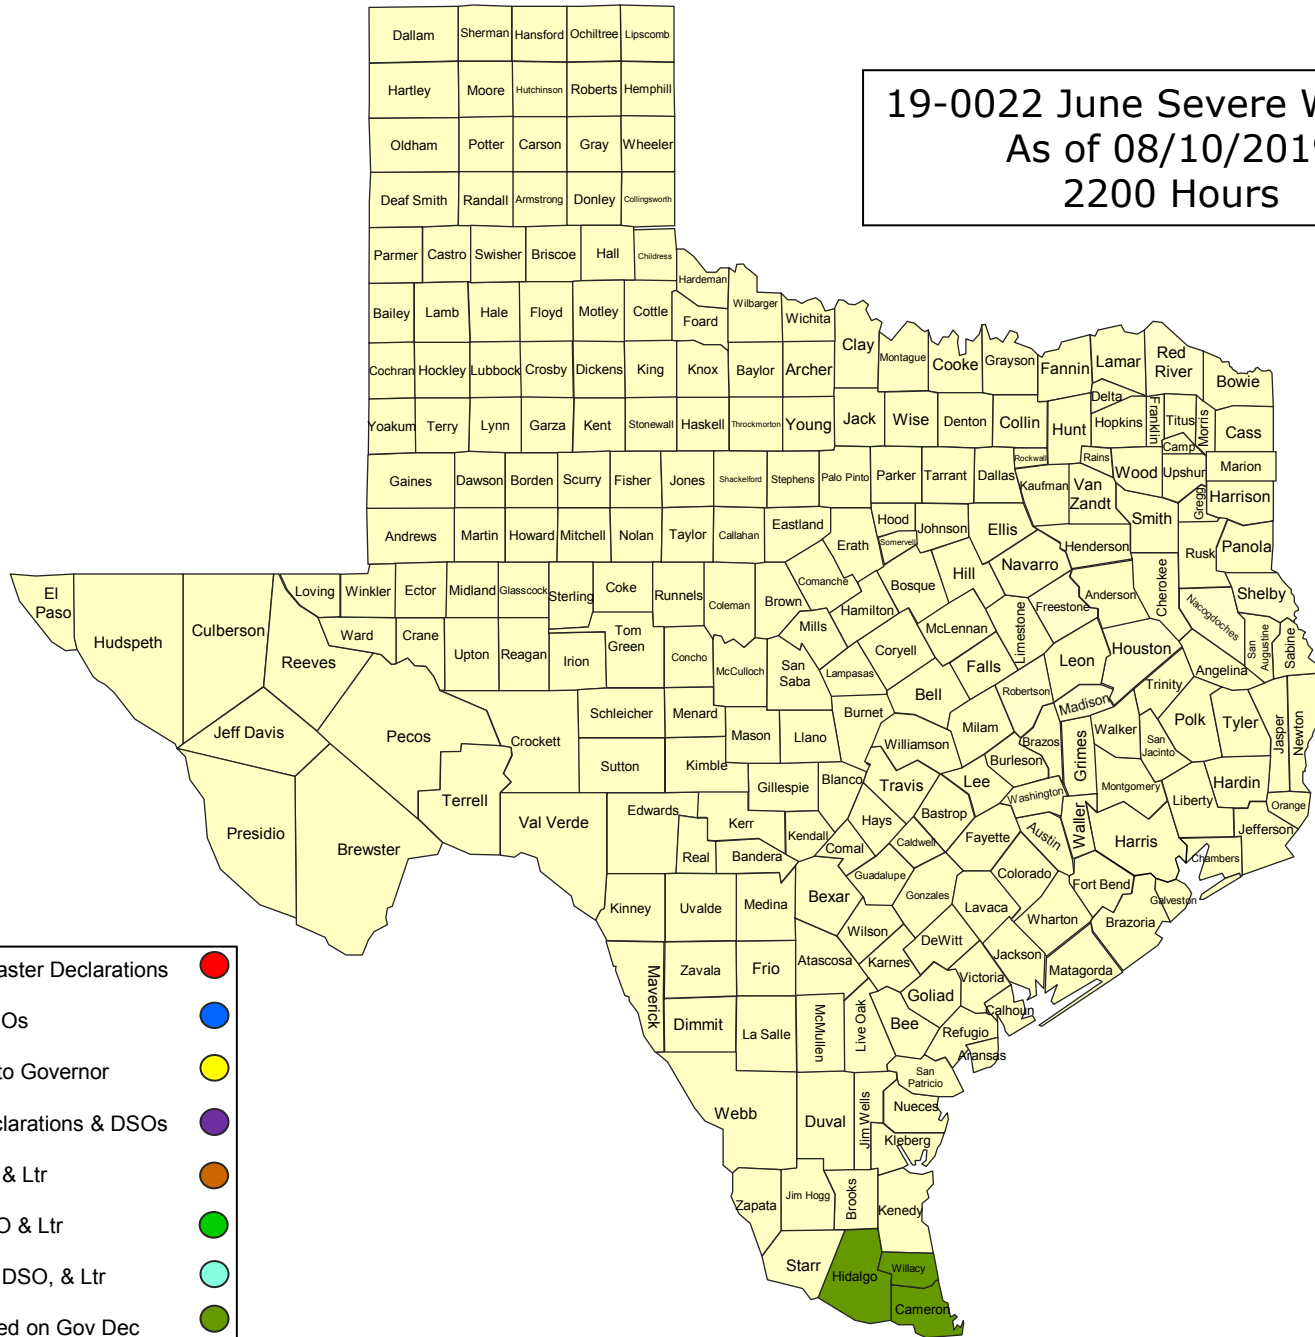 Dallam Sherman Hansford Ochiltree Lipscomb
Hartley Moore Hutchinson Roberts Hemphill
19-0022 June Severe
As of 08/10/201
2200 Hours
Oldham Potter Carson Gray Wheeler
Deaf Smith Randall Armstrong Donley Collingsworth
Parmer Castro Swisher Briscoe Hall Childress
Hardeman
Bailey Lamb Hale Floyd Motley Cottle Foard Wilbarger Wichita
Clay Montague Cooke Grayson Fannin Lamar Red River Bowie
Cochran Hockley Lubbock Crosby Dickens King Knox Baylor Archer
Delta
Yoakum Terry Lynn Garza Kent Stonewall Haskell Throckmorton Young Jack Wise Denton Collin Hunt Hopkins Franklin Titus Morris Cass
Camp
Rockwall Rains
Gaines Dawson Borden Scurry Fisher Jones Shackelford Stephens Palo Pinto Parker Tarrant Dallas Kaufman Van Zandt Wood Upshur Marion
Gregg Harrison
Andrews Martin Howard Mitchell Nolan Taylor Callahan Eastland Erath Hood Somervell Johnson Ellis Henderson Smith Rusk Panola
El Paso Hudspeth Culberson Loving Winkler Ector Midland Glasscock Sterling Coke Runnels Coleman Brown Comanche Hamilton Bosque Hill Navarro Freestone Anderson Cherokee Nacogdoches Shelby
Reeves Ward Crane Upton Reagan Irion Tom Green Concho McCulloch San Saba Mills Lampasas Coryell McLennan Limestone Falls Leon Houston Angelina San Augustine Sabine
Jeff Davis Pecos Crockett Schleicher Menard Mason Llano Burnet Bell Milam Robertson Madison Trinity Walker San Jacinto Polk Tyler Jasper Newton
Presidio Brewster Terrell Val Verde Sutton Kimble Gillespie Blanco Williamson Travis Lee Burleson Brazos Grimes Washington Montgomery Liberty Hardin Orange
Edwards Kerr Real Bandera Kendall Comal Hays Caldwell Bastrop Fayette Austin Waller Harris Chambers Jefferson
Kinney Uvalde Medina Bexar Guadalupe Gonzales Lavaca Colorado Wharton Fort Bend Brazoria Galveston
Maverick Zavala Frio Atascosa Wilson Karnes DeWitt Victoria Jackson Matagorda
Dimmit La Salle McMullen Live Oak Bee Goliad Refugio Calhoun Aransas
San Patricio
Webb Duval Jim Wells Nueces
Kleberg
Zapata Jim Hogg Brooks Kenedy
Starr Hidalgo Willacy
Cameron
aster Declarations
Os
to Governor
clarations & DSOs
& Ltr
O & Ltr
DSO, & Ltr
ed on Gov Dec